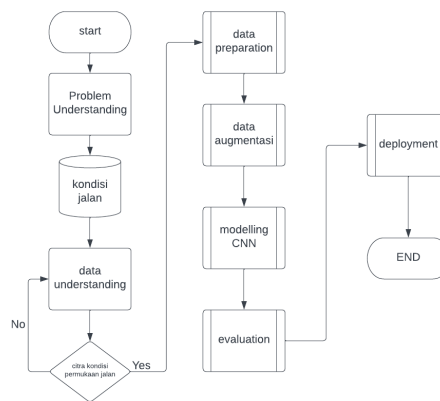 start
Problem
Understanding
kondisi
jalan
data
understanding
No
citra kondisi
permukaan jalan
Yes
data
preparation
data
augmentasi
modelling
CNN
evaluation
deployment
END